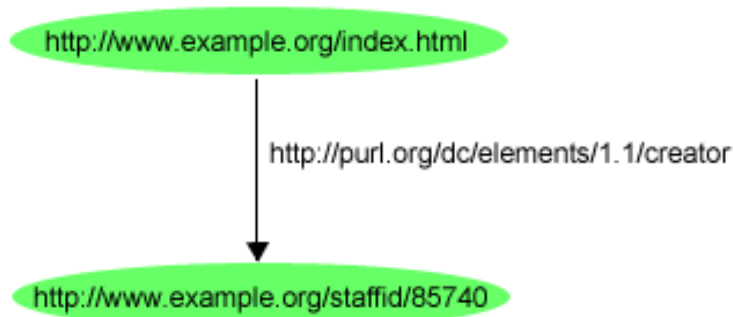 http://www.example.org/index.html
http://purl.org/dc/elements/1.1/creator
http://www.example.org/staffid/85740